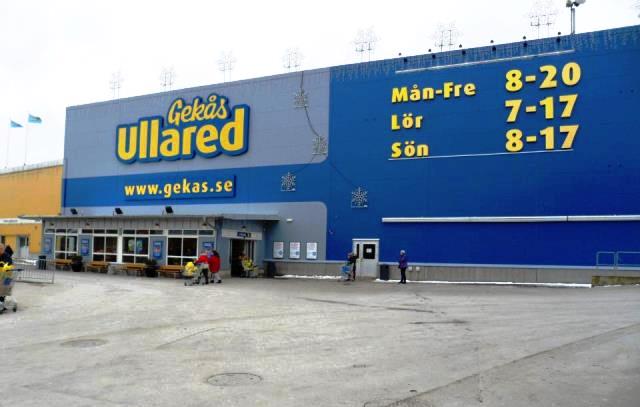 Gekås
Ullared
www.gekas.se
Mån-Fre 8-20
Lör 7-17
Sön 8-17